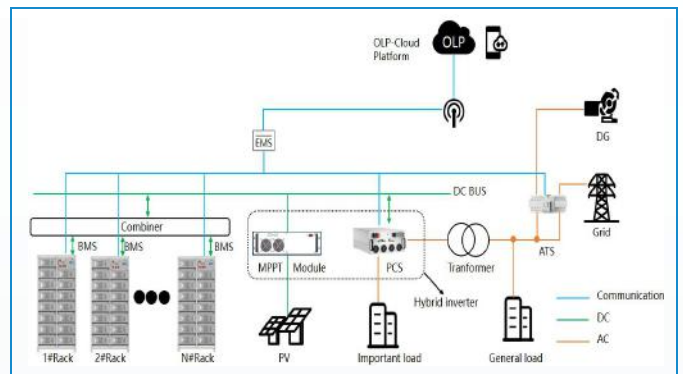 OLP-Cloud
Platform
OLP
EMS
DG
DC BUS
Combiner
BMS
BMS
BMS
MPPT Module
PCS
Tranformer
ATS
Grid
Hybrid inverter
1#Rack
2#Rack
N#Rack
PV
Important load
General load
Communication
DC
AC